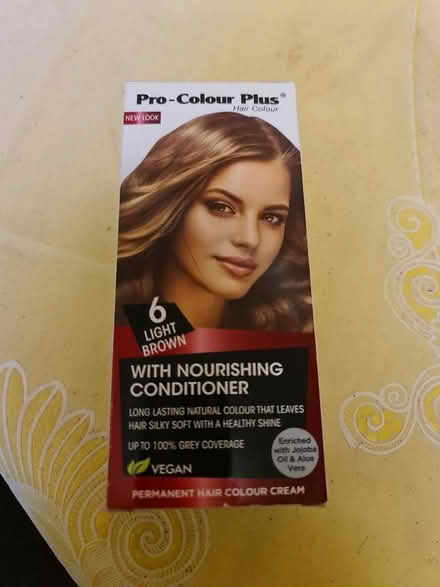 Pro-Colour Plus®
Hair Colour
NEW LOOK
6
LIGHT
BROWN
WITH NOURISHING
CONDITIONER
LONG LASTING NATURAL COLOUR THAT LEAVES
HAIR SILKY SOFT WITH A HEALTHY SHINE
UP TO 100% GREY COVERAGE
Enriched
with Jojoba
Oil & Aloe
Vera
VEGAN
PERMANENT HAIR COLOUR CREAM